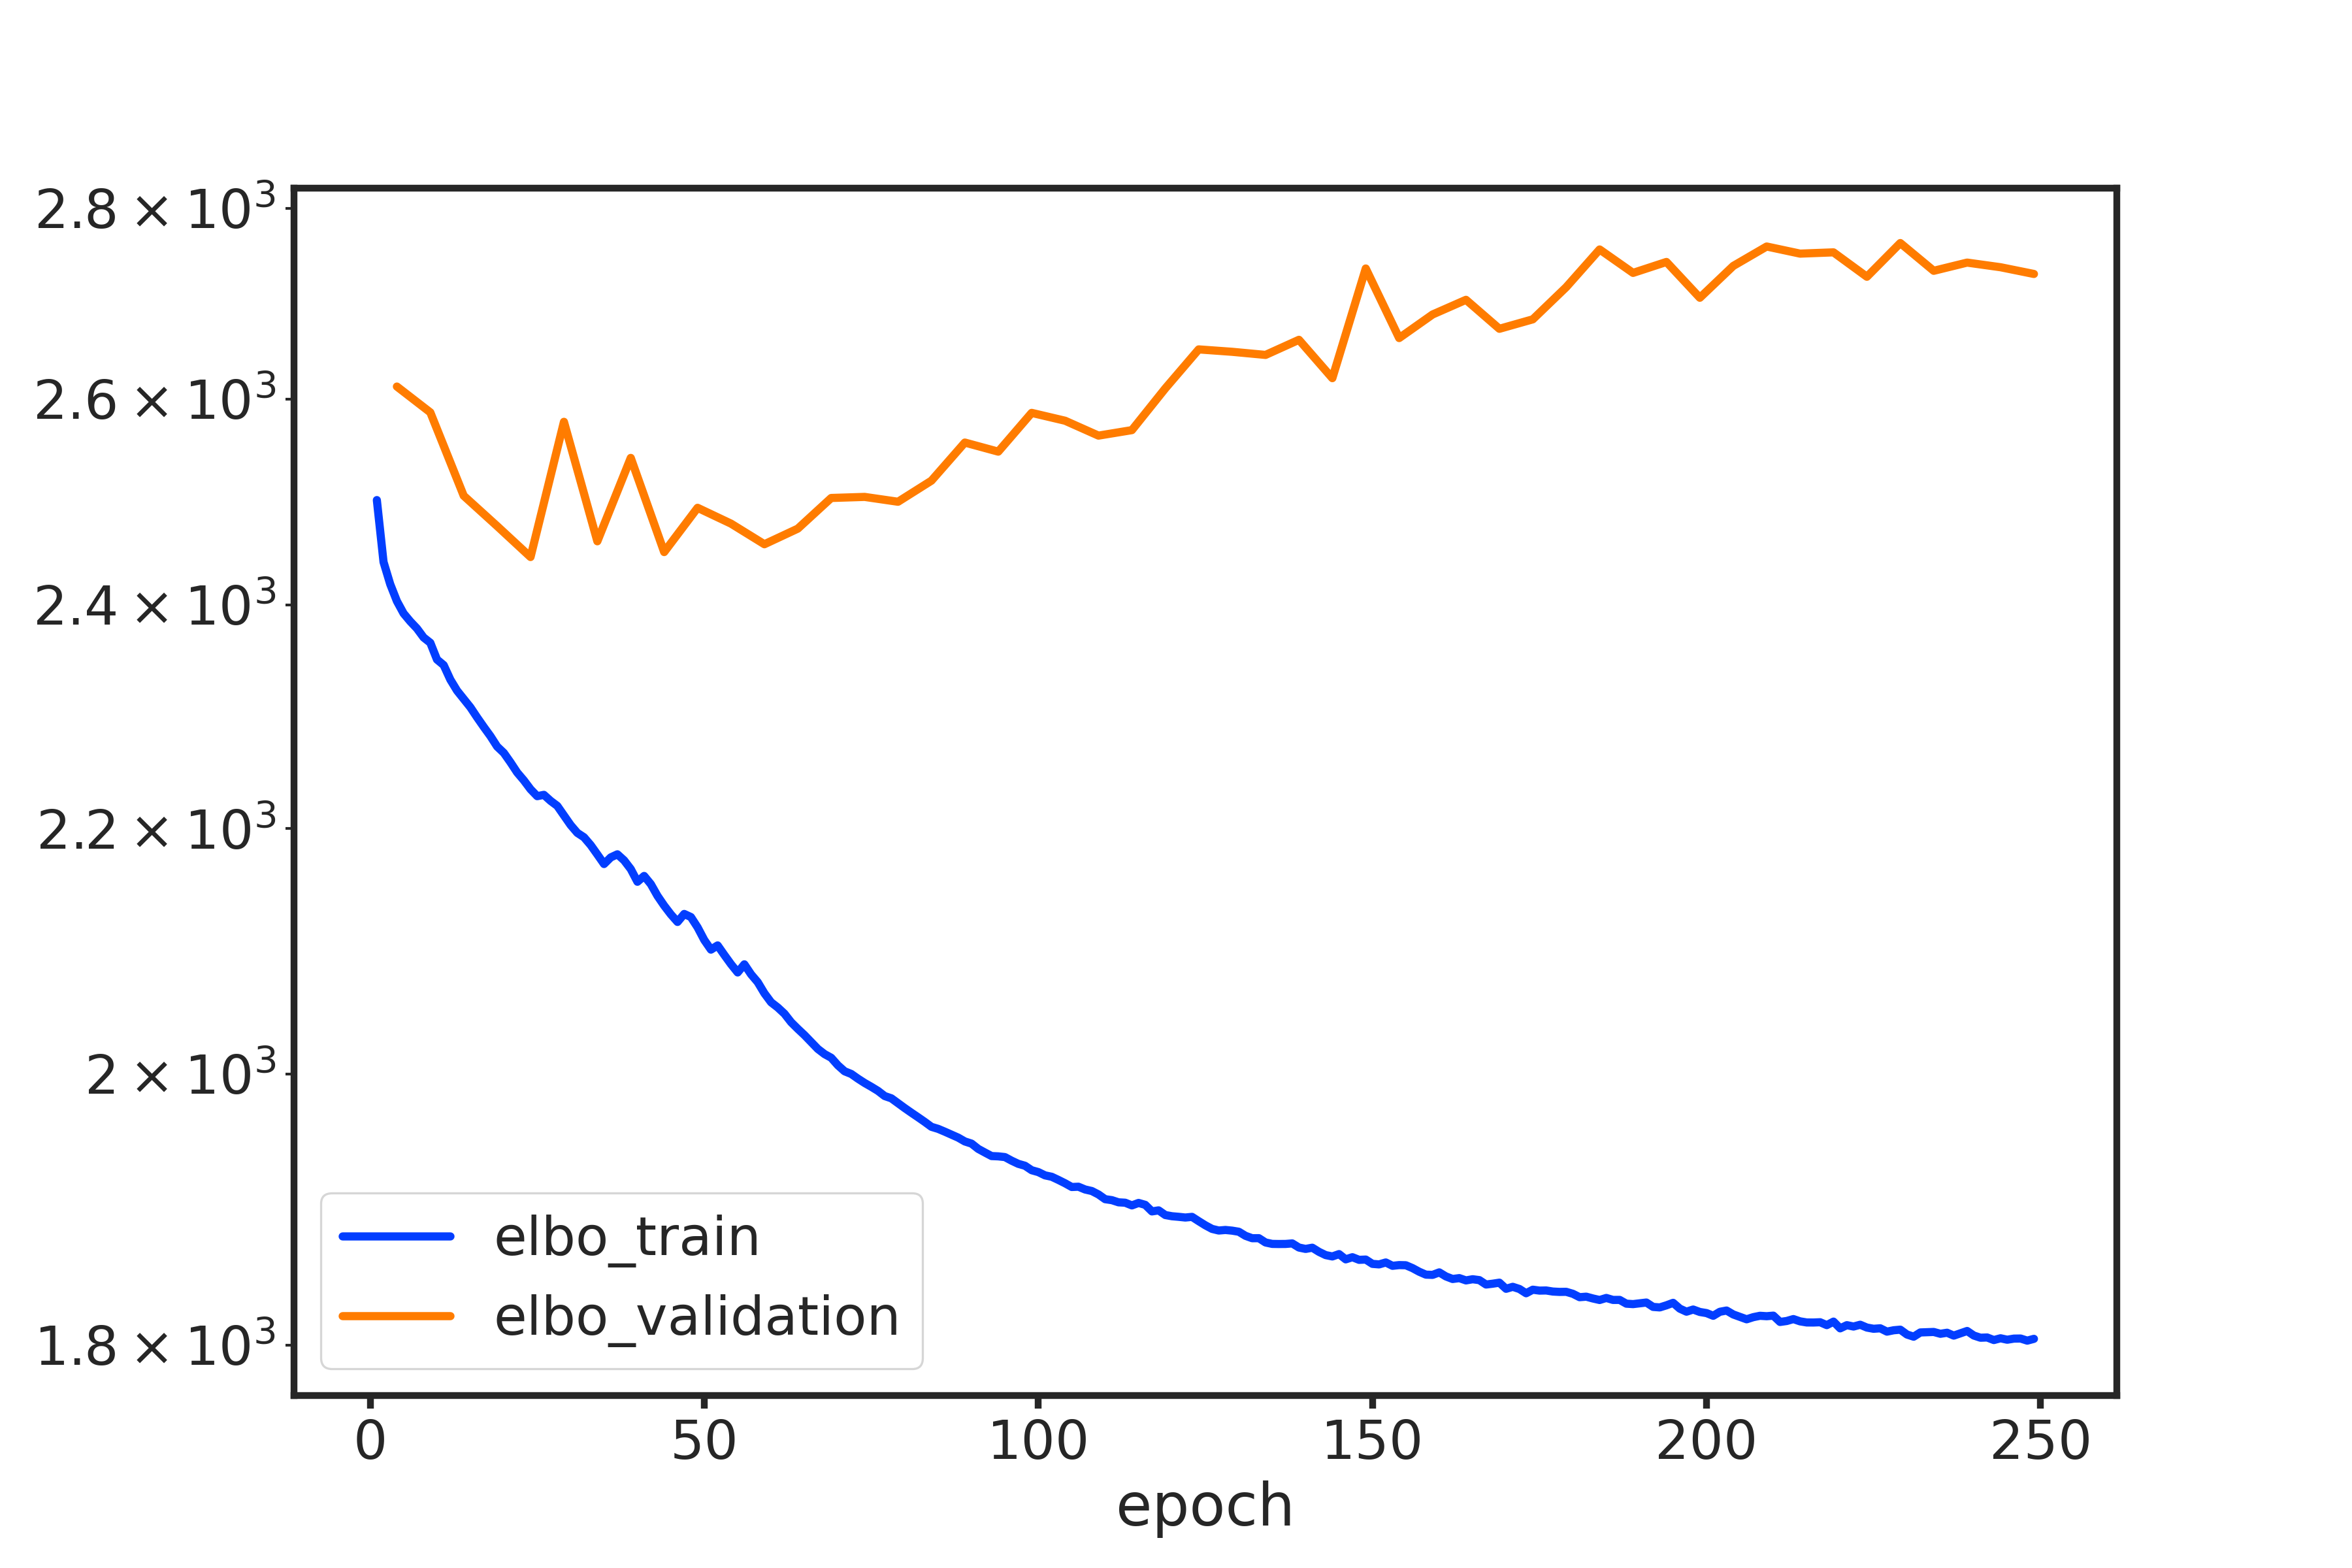 2.8 × 10³
2.6 × 10³
2.4 × 10³
2.2 × 10³
2 × 10³
1.8 × 10³
elbo_train
elbo_validation
0 50 100 150 200 250
epoch